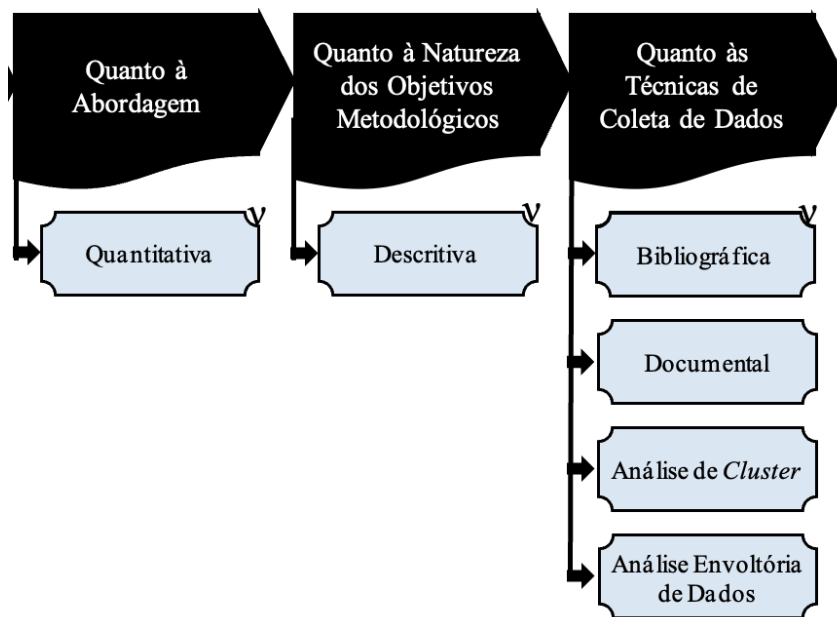 Quanto à
Abordagem
Quanto à Natureza
dos Objetivos
Metodológicos
Quanto às
Técnicas de
Coleta de Dados
ν
Quantitativa
ν
Descritiva
ν
Bibliográfica
Documental
Análise de Cluster
Análise Envoltória
de Dados